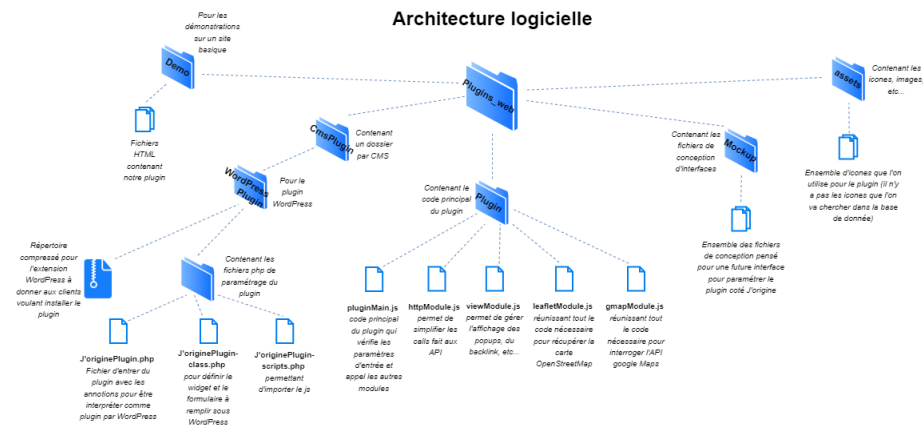 Architecture logicielle
Pour les
démonstrations
sur un site
basique
Demo
Fichiers
HTML
contenant
notre plugin
Plugins_web
assets
Contenant les
icones, images,
etc...
Ensemble d'icones que l'on
utilise pour le plugin (il n'y
a pas les icones que l'on
va chercher dans la base
de donnée)
CmsPlugin
Contenant
un dossier
par CMS
Contenant les
fichiers de
conception
d'interfaces
Mockup
Ensemble des fichiers
de conception pensé
pour une future interface
pour paramétrer le
plugin coté J'origine
WordPress
Plugin
Pour le
plugin
WordPress
Contenant le
code principal
du plugin
Plugin
Répertoire
compressé pour
l'extension
WordPress à
donner aux clients
voulant installer le
plugin
Contenant les
fichiers php de
paramétrage du
plugin
J'originePlugin.php
Fichier d'entrer du
plugin avec les
annotions pour être
interpréter comme
plugin par WordPress
J'originePlugin-
class.php
pour définir le
widget et le
formulaire à
remplir sous
WordPress
J'originePlugin-
scripts.php
permettant
d'importer le js
pluginMain.js
code principal
du plugin qui
vérifie les
paramètres
d'entrée et
appel les autres
modules
httpModule.js
permet de
simplifier les
calls fait aux
API
viewModule.js
permet de gérer
l'affichage des
popups, du
backlink, etc...
leafletModule.js
réunissant tout le
code nécessaire
pour récupérer la
carte
OpenStreetMap
gmapModule.js
réunissant tout
le code
nécessaire pour
interroger l'API
google Maps